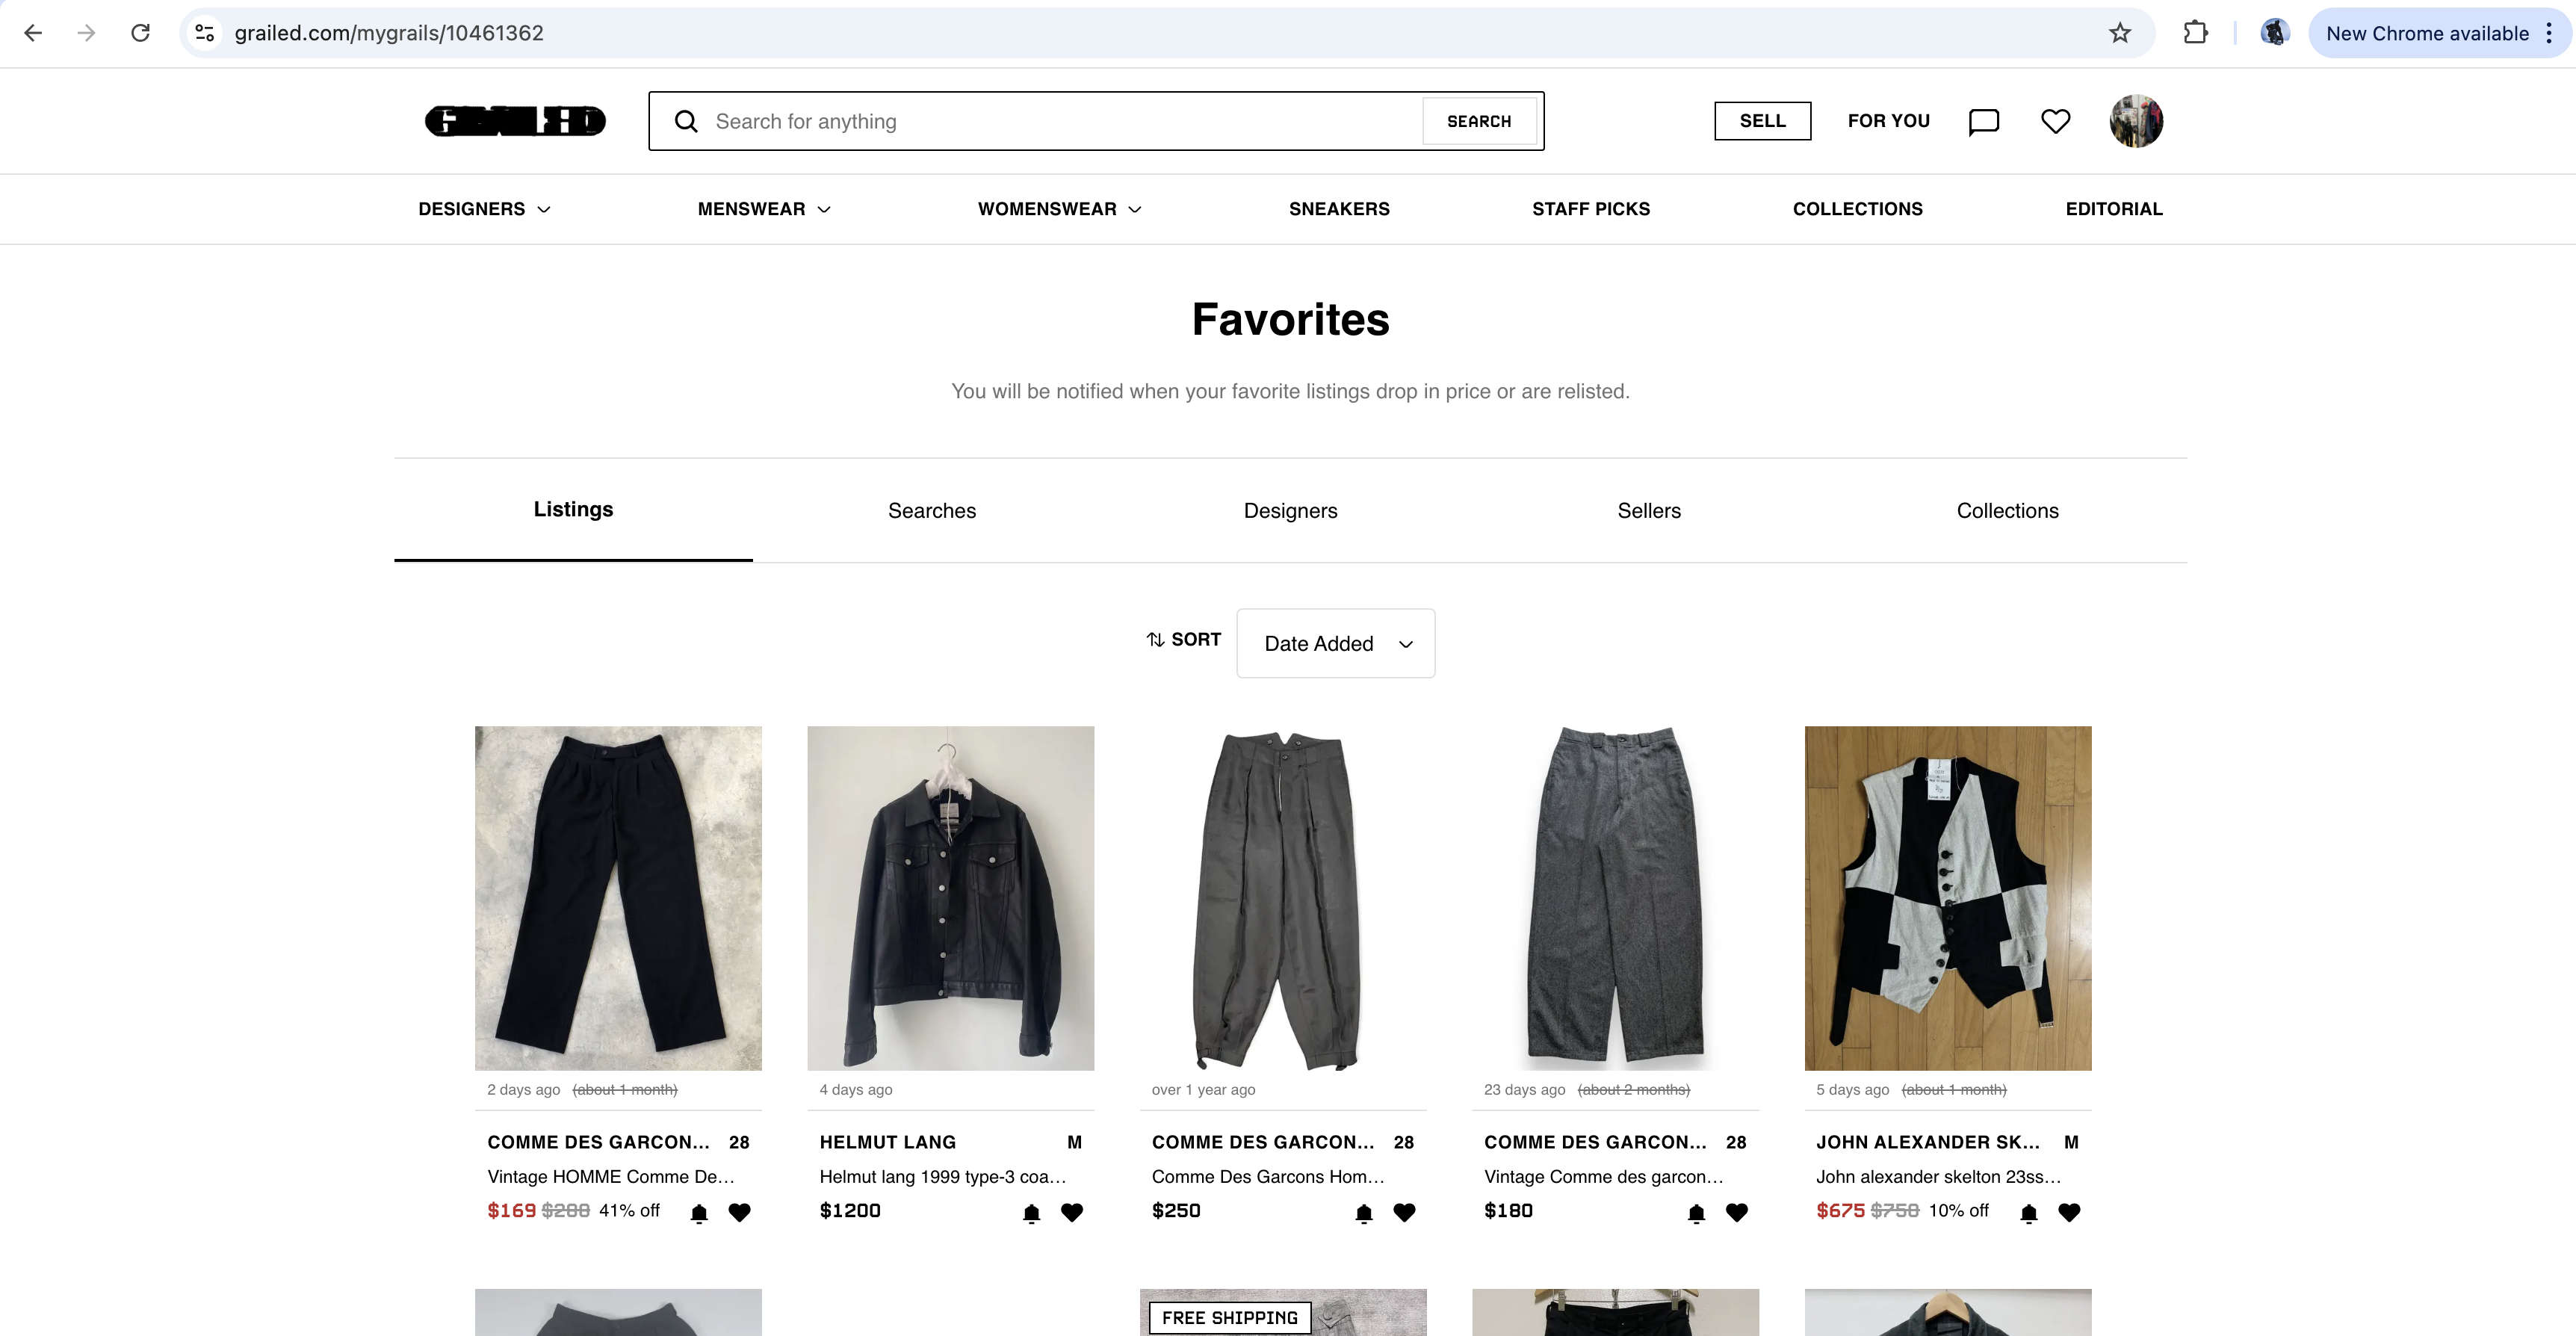 grailed.com/mygrails/10461362
New Chrome available
GRAILED
Search for anything
SEARCH
SELL
FOR YOU
DESIGNERS
MENSWEAR
WOMENSWEAR
SNEAKERS
STAFF PICKS
COLLECTIONS
EDITORIAL
Favorites
You will be notified when your favorite listings drop in price or are relisted.
Listings
Searches
Designers
Sellers
Collections
SORT
Date Added
2 days ago (about 1 month)
COMME DES GARCON... 28
Vintage HOMME Comme De...
$169 $288 41% off
4 days ago
HELMUT LANG M
Helmut lang 1999 type-3 coa...
$1200
over 1 year ago
COMME DES GARCON... 28
Comme Des Garcons Hom...
$250
23 days ago (about 2 months)
COMME DES GARCON... 28
Vintage Comme des garcon...
$180
5 days ago (about 1 month)
JOHN ALEXANDER SK... M
John alexander skelton 23ss...
$675 $750 10% off
FREE SHIPPING